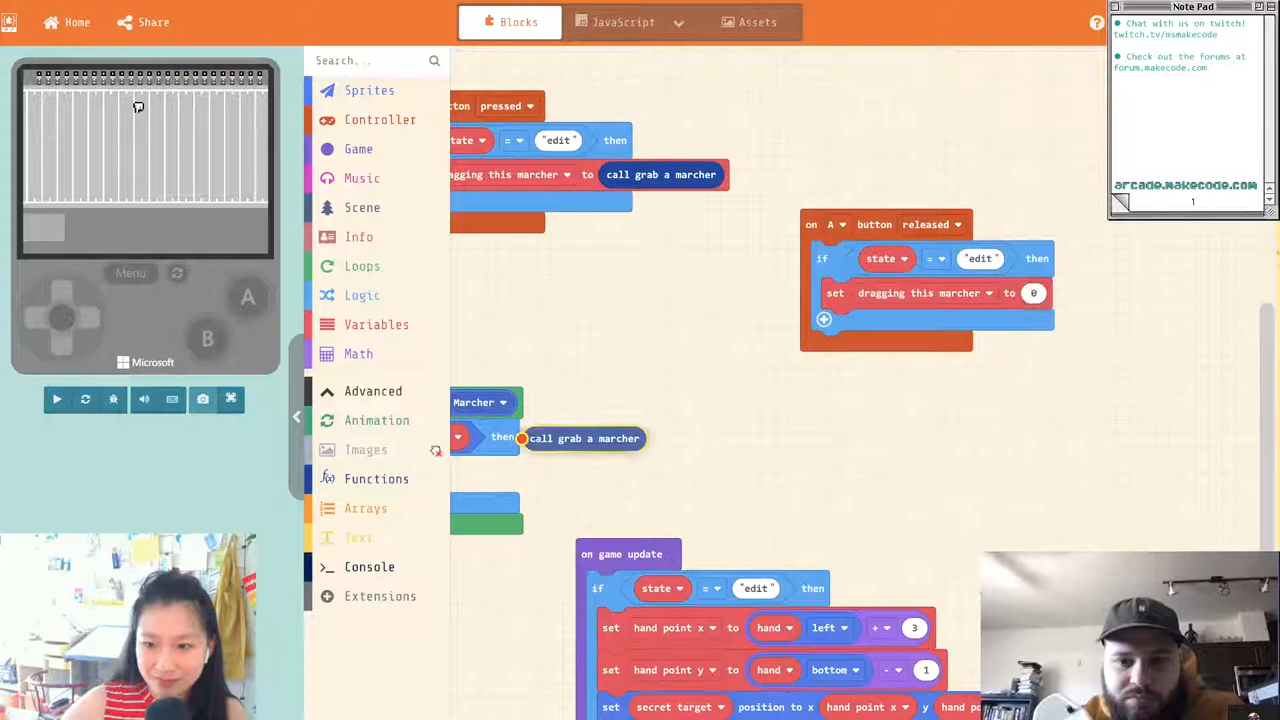 Home
Share
Blocks
JavaScript
Assets
?
Note Pad
Chat with us on twitch!
twitch.tv/msmakecode
Check out the forums at
forum.makecode.com
arcade.makecode.com
1
Menu
A
B
Microsoft
Search...
Sprites
Controller
Game
Music
Scene
Info
Loops
Logic
Variables
Math
Advanced
Animation
Images
Functions
Arrays
Text
Console
Extensions
tton pressed
tate = "edit" then
agging this marcher to call grab a marcher
on A button released
if state = "edit" then
set dragging this marcher to 0
Marcher
then call grab a marcher
on game update
if state = "edit" then
set hand point x to hand left + 3
set hand point y to hand bottom - 1
set secret target position to x hand point x y hand po